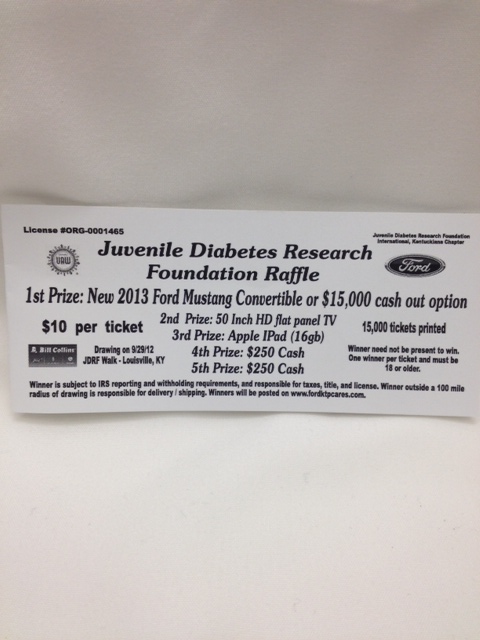 License #ORG-0001465
Juvenile Diabetes Research Foundation
International, Kentuckiana Chapter
UAW
Juvenile Diabetes Research
Foundation Raffle
Ford
1st Prize: New 2013 Ford Mustang Convertible or $15,000 cash out option
$10 per ticket
2nd Prize: 50 Inch HD flat panel TV
3rd Prize: Apple IPad (16gb)
4th Prize: $250 Cash
5th Prize: $250 Cash
15,000 tickets printed
Bill Collins
Drawing on 9/29/12
JDRF Walk - Louisville, KY
Winner need not be present to win.
One winner per ticket and must be
18 or older.
Winner is subject to IRS reporting and withholding requirements, and responsible for taxes, title, and license. Winner outside a 100 mile
radius of drawing is responsible for delivery / shipping. Winners will be posted on www.fordktpcares.com.